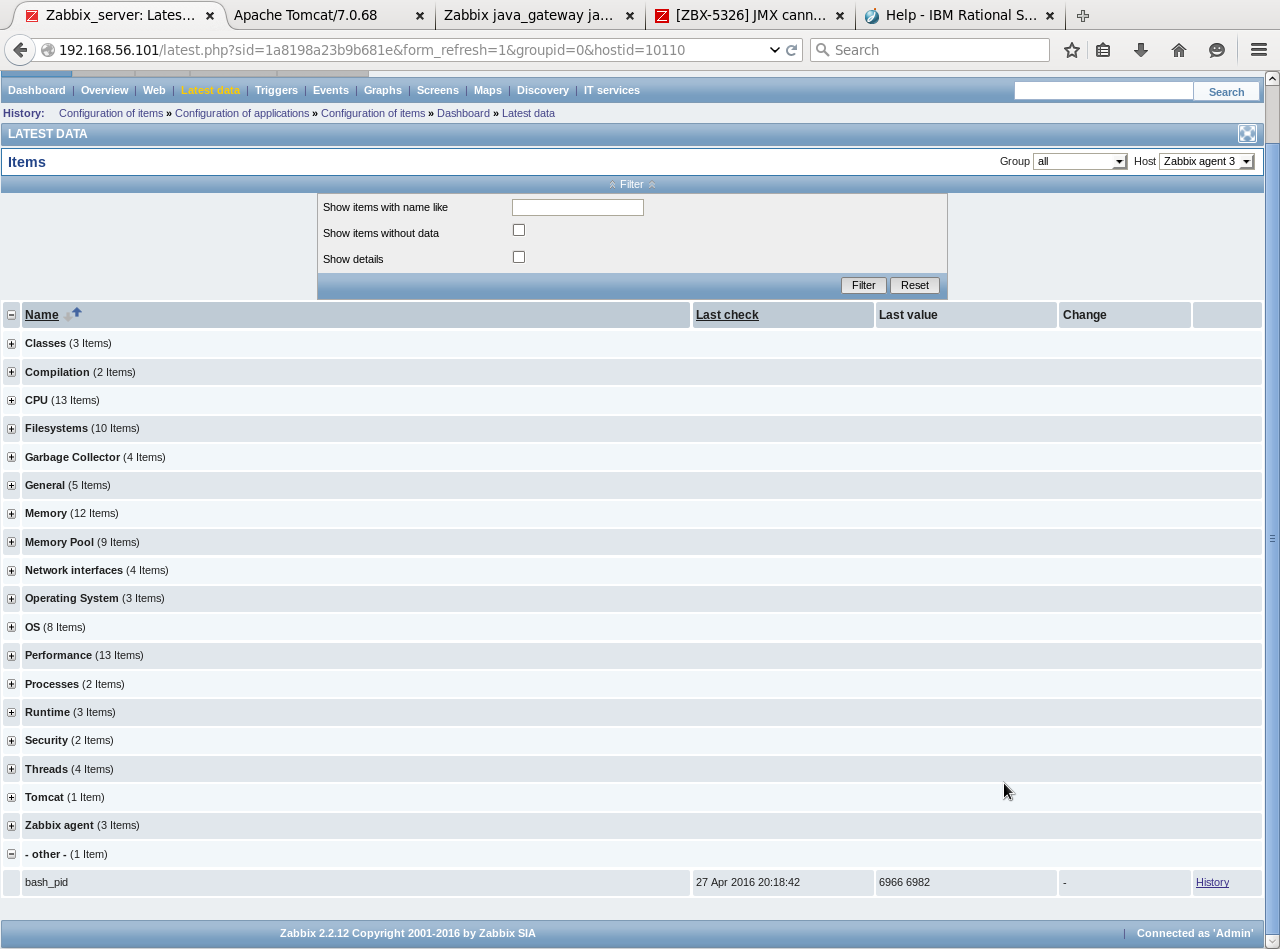 Zabbix_server: Lates...
Apache Tomcat/7.0.68
Zabbix java_gateway ja...
[ZBX-5326] JMX cann...
Help - IBM Rational S...
192.168.56.101/latest.php?sid=1a8198a23b9b681e&form_refresh=1&groupid=0&hostid=10110
Search
Dashboard | Overview | Web | Latest data | Triggers | Events | Graphs | Screens | Maps | Discovery | IT services
Search
History: Configuration of items » Configuration of applications » Configuration of items » Dashboard » Latest data
LATEST DATA
Items
Group all Host Zabbix agent 3
Filter
Show items with name like
Show items without data
Show details
Filter Reset
Name Last check Last value Change
Classes (3 Items)
Compilation (2 Items)
CPU (13 Items)
Filesystems (10 Items)
Garbage Collector (4 Items)
General (5 Items)
Memory (12 Items)
Memory Pool (9 Items)
Network interfaces (4 Items)
Operating System (3 Items)
OS (8 Items)
Performance (13 Items)
Processes (2 Items)
Runtime (3 Items)
Security (2 Items)
Threads (4 Items)
Tomcat (1 Item)
Zabbix agent (3 Items)
- other - (1 Item)
bash_pid 27 Apr 2016 20:18:42 6966 6982 - History
Zabbix 2.2.12 Copyright 2001-2016 by Zabbix SIA | Connected as 'Admin'